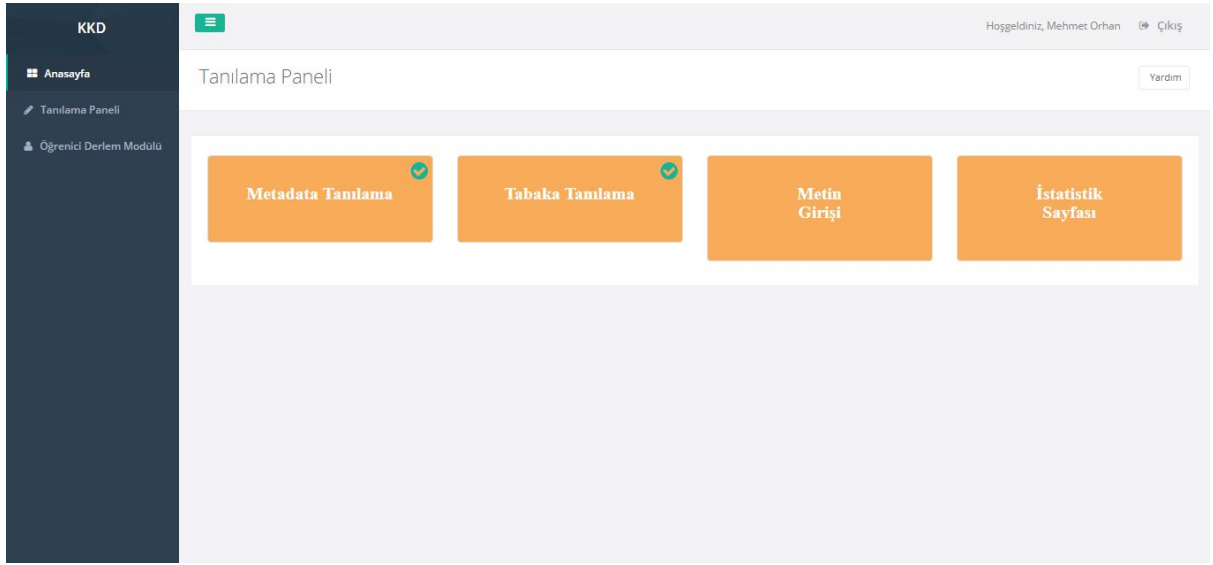 KKD
Hoşgeldiniz, Mehmet Orhan Çıkış
Anasayfa
Tanılama Paneli
Öğrenici Derlem Modülü
Tanılama Paneli
Yardım
Metadata Tanılama
Tabaka Tanılama
Metin
Girişi
İstatistik
Sayfası